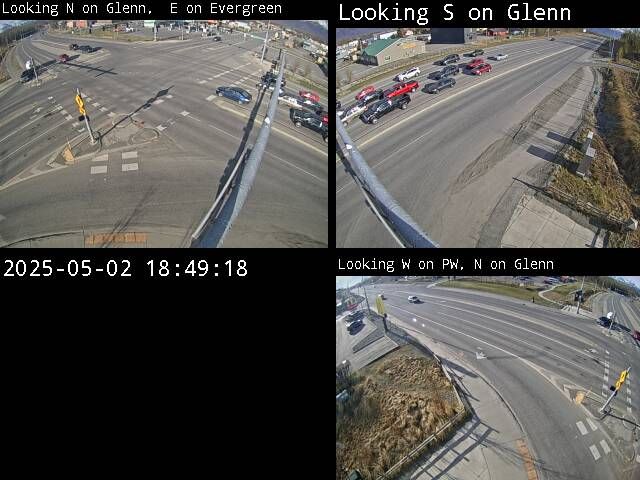 Looking N on Glenn,  E on Evergreen
Looking S on Glenn
2025-05-02 18:49:18
Looking W on PW, N on Glenn